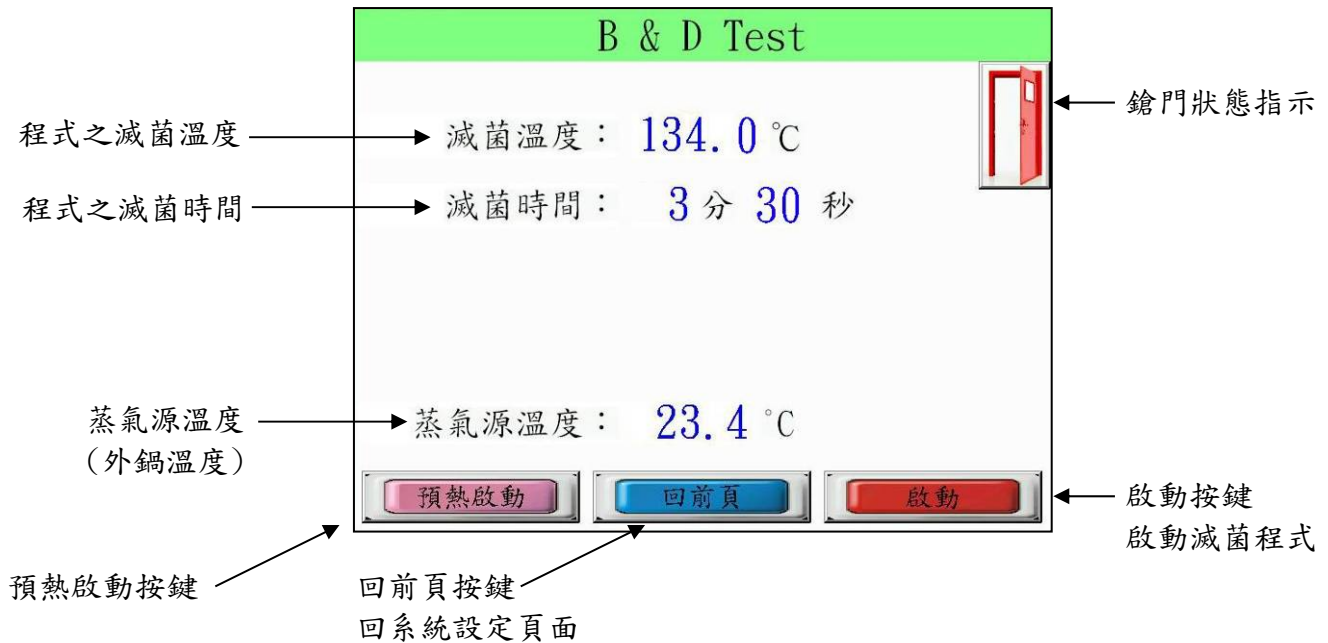 B & D Test
鎗門狀態指示
程式之滅菌溫度
滅菌溫度： 134.0 ℃
程式之滅菌時間
滅菌時間： 3 分 30 秒
蒸氣源溫度
（外鍋溫度）
蒸氣源溫度： 23.4 ℃
預熱啟動
回前頁
啟動
啟動按鍵
啟動滅菌程式
預熱啟動按鍵
回前頁按鍵
回系統設定頁面